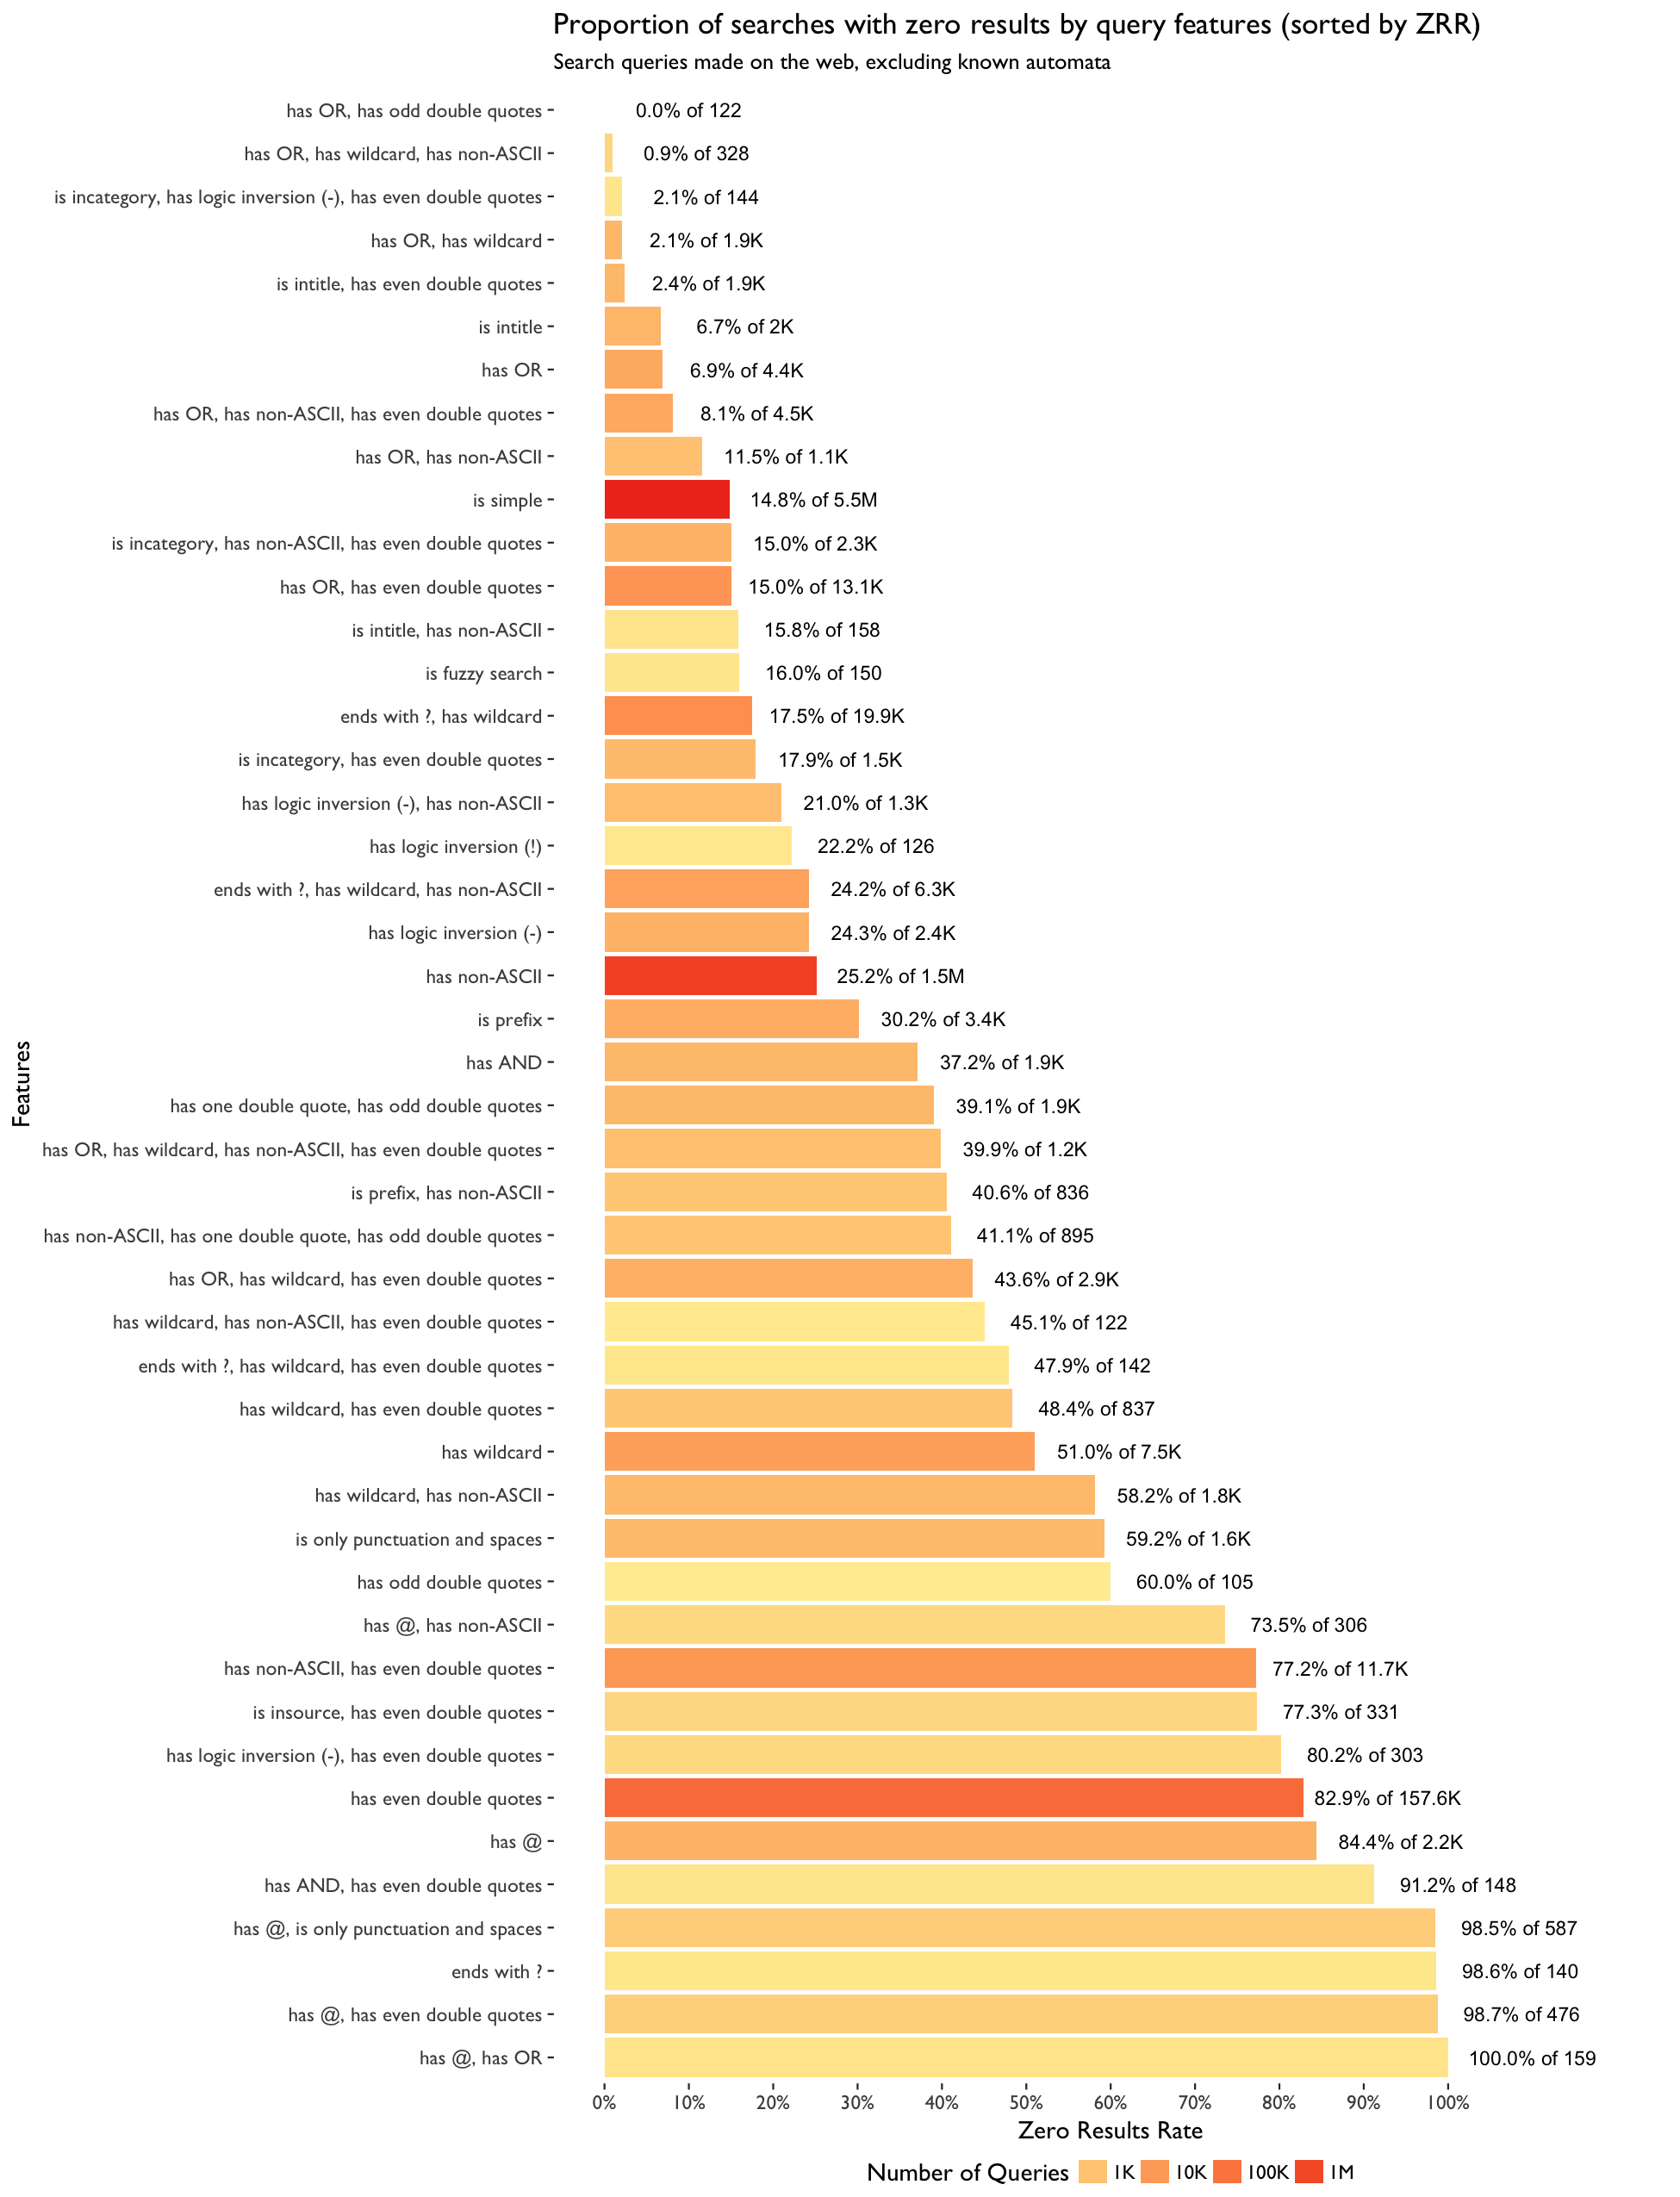 Proportion of searches with zero results by query features (sorted by ZRR)
Search queries made on the web, excluding known automata
has OR, has odd double quotes 0.0% of 122
has OR, has wildcard, has non-ASCII 0.9% of 328
is incategory, has logic inversion (-), has even double quotes 2.1% of 144
has OR, has wildcard 2.1% of 1.9K
is intitle, has even double quotes 2.4% of 1.9K
is intitle 6.7% of 2K
has OR 6.9% of 4.4K
has OR, has non-ASCII, has even double quotes 8.1% of 4.5K
has OR, has non-ASCII 11.5% of 1.1K
is simple 14.8% of 5.5M
is incategory, has non-ASCII, has even double quotes 15.0% of 2.3K
has OR, has even double quotes 15.0% of 13.1K
is intitle, has non-ASCII 15.8% of 158
is fuzzy search 16.0% of 150
ends with ?, has wildcard 17.5% of 19.9K
is incategory, has even double quotes 17.9% of 1.5K
has logic inversion (-), has non-ASCII 21.0% of 1.3K
has logic inversion (!) 22.2% of 126
ends with ?, has wildcard, has non-ASCII 24.2% of 6.3K
has logic inversion (-) 24.3% of 2.4K
has non-ASCII 25.2% of 1.5M
is prefix 30.2% of 3.4K
has AND 37.2% of 1.9K
has one double quote, has odd double quotes 39.1% of 1.9K
has OR, has wildcard, has non-ASCII, has even double quotes 39.9% of 1.2K
is prefix, has non-ASCII 40.6% of 836
has non-ASCII, has one double quote, has odd double quotes 41.1% of 895
has OR, has wildcard, has even double quotes 43.6% of 2.9K
has wildcard, has non-ASCII, has even double quotes 45.1% of 122
ends with ?, has wildcard, has even double quotes 47.9% of 142
has wildcard, has even double quotes 48.4% of 837
has wildcard 51.0% of 7.5K
has wildcard, has non-ASCII 58.2% of 1.8K
is only punctuation and spaces 59.2% of 1.6K
has odd double quotes 60.0% of 105
has @, has non-ASCII 73.5% of 306
has non-ASCII, has even double quotes 77.2% of 11.7K
is insource, has even double quotes 77.3% of 331
has logic inversion (-), has even double quotes 80.2% of 303
has even double quotes 82.9% of 157.6K
has @ 84.4% of 2.2K
has AND, has even double quotes 91.2% of 148
has @, is only punctuation and spaces 98.5% of 587
ends with ? 98.6% of 140
has @, has even double quotes 98.7% of 476
has @, has OR 100.0% of 159
Features
0% 10% 20% 30% 40% 50% 60% 70% 80% 90% 100%
Zero Results Rate
Number of Queries 1K 10K 100K 1M